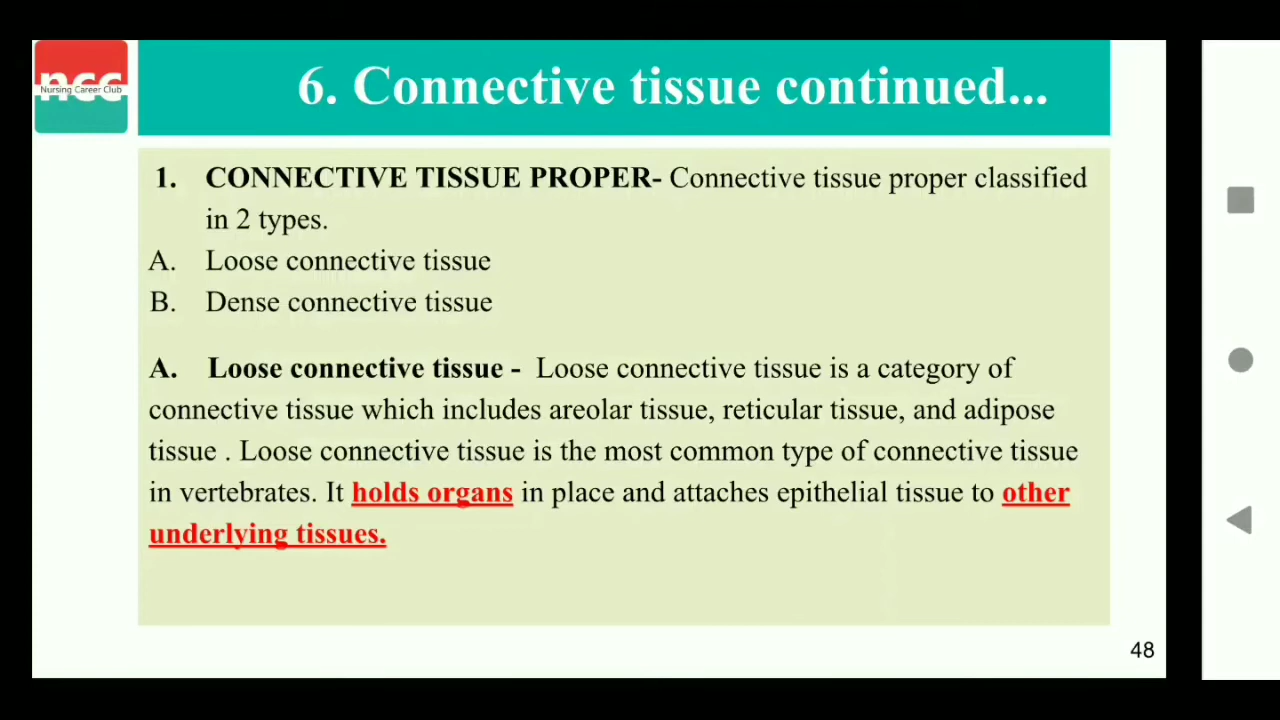 ncc
Nursing Career Club
6. Connective tissue continued...
1. CONNECTIVE TISSUE PROPER- Connective tissue proper classified
in 2 types.
A. Loose connective tissue
B. Dense connective tissue
A. Loose connective tissue - Loose connective tissue is a category of
connective tissue which includes areolar tissue, reticular tissue, and adipose
tissue . Loose connective tissue is the most common type of connective tissue
in vertebrates. It holds organs in place and attaches epithelial tissue to other
underlying tissues.
48